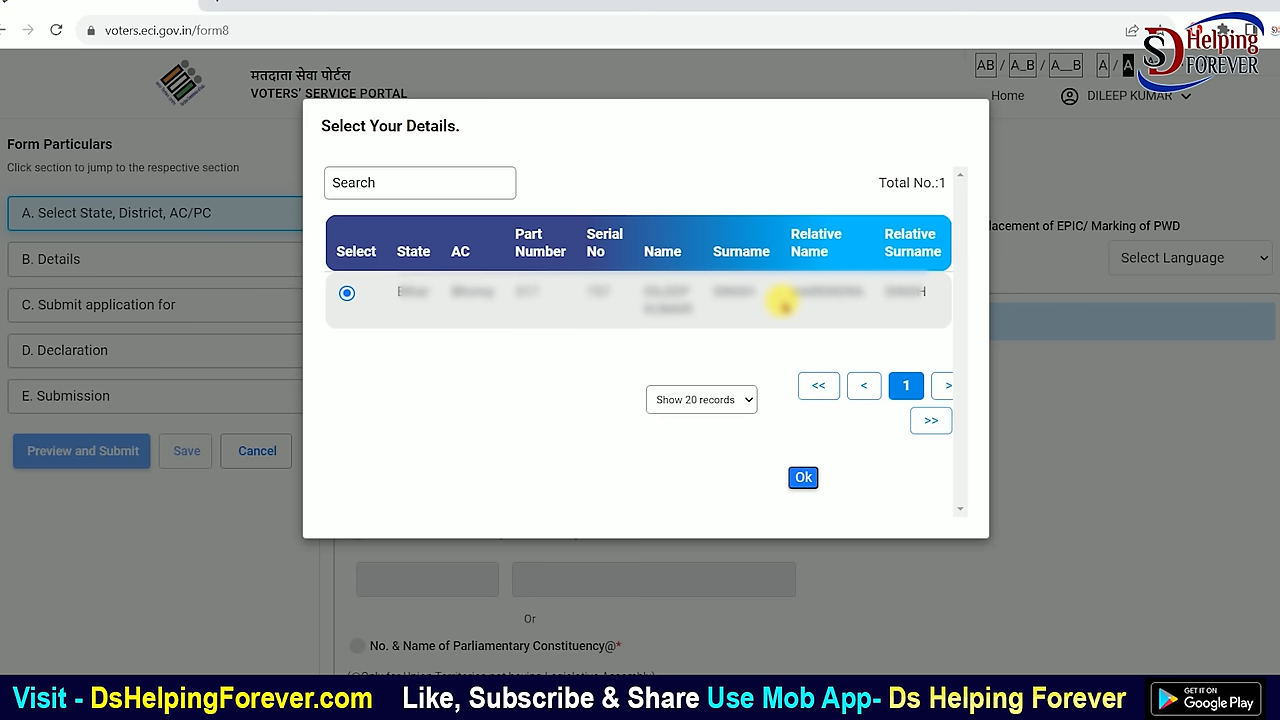 voters.eci.gov.in/form8
DS Helping
FOREVER
मतदाता सेवा पोर्टल
VOTERS' SERVICE PORTAL
AB / A_B / A__B A / A
Home DILEEP KUMAR
Form Particulars
Click section to jump to the respective section
A. Select State, District, AC/PC
B. Details
C. Submit application for
D. Declaration
E. Submission
Preview and Submit Save Cancel
lacement of EPIC/ Marking of PWD
Select Language
Select Your Details.
Search
Total No.:1
Select State AC Part Number Serial No Name Surname Relative Name Relative Surname
Show 20 records << < 1 >
>>
Ok
Or
No. & Name of Parliamentary Constituency@*
Visit - DsHelpingForever.com Like, Subscribe & Share Use Mob App- Ds Helping Forever
GET IT ON
Google Play